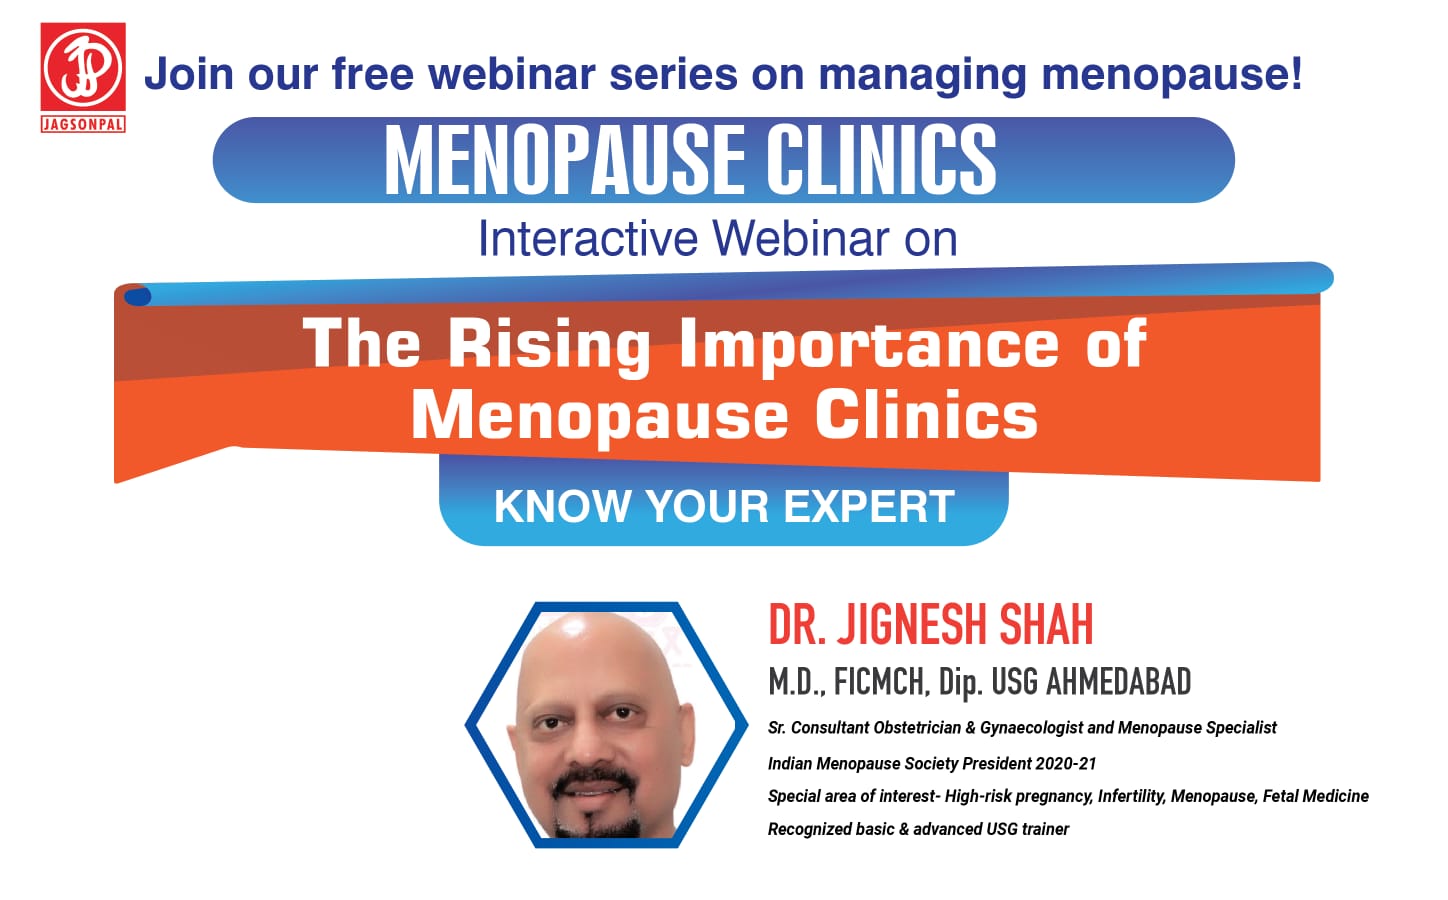 JAGSONPAL
Join our free webinar series on managing menopause!
MENOPAUSE CLINICS
Interactive Webinar on
The Rising Importance of
Menopause Clinics
KNOW YOUR EXPERT
DR. JIGNESH SHAH
M.D., FICMCH, Dip. USG AHMEDABAD
Sr. Consultant Obstetrician & Gynaecologist and Menopause Specialist
Indian Menopause Society President 2020-21
Special area of interest- High-risk pregnancy, Infertility, Menopause, Fetal Medicine
Recognized basic & advanced USG trainer